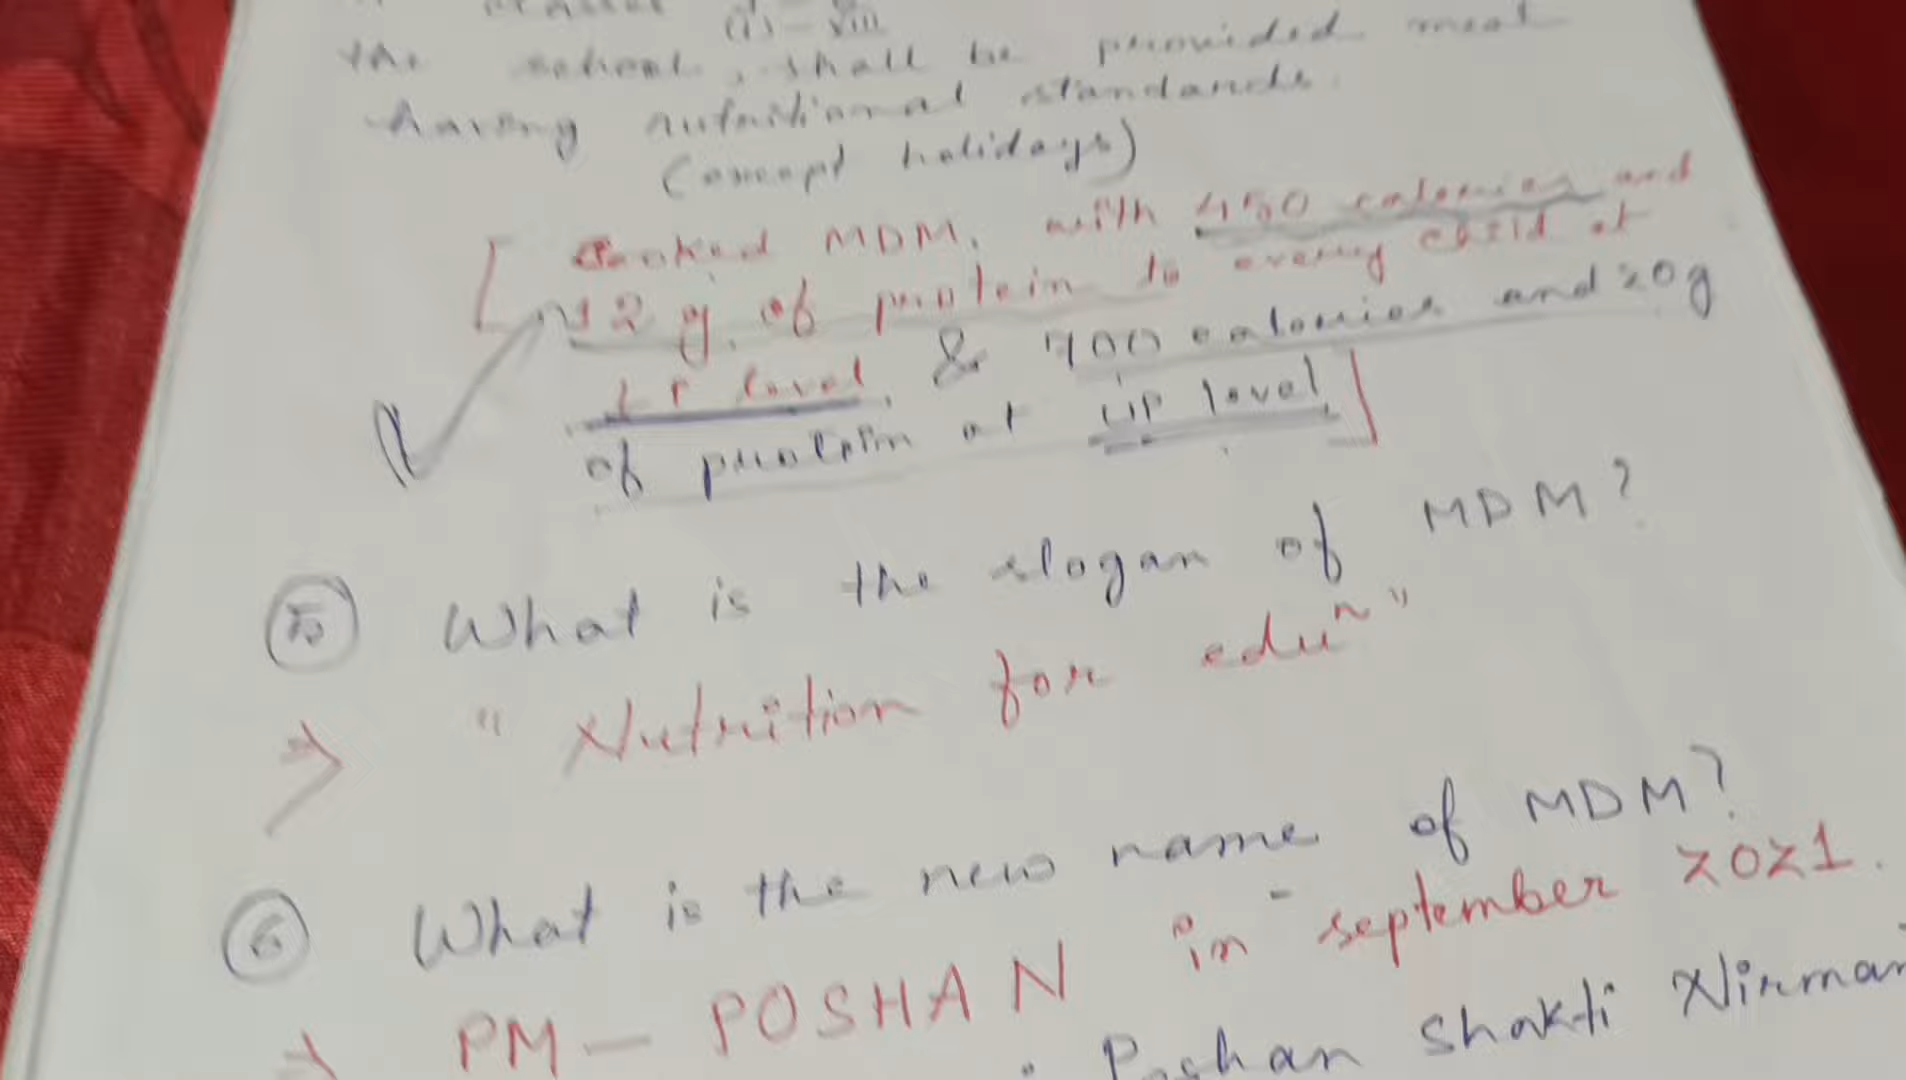 classes (i) - viii
the school, shall be provided meal
having nutritional standards.
(except holidays)
[ Cooked MDM, with 450 calories and
12 g. of protein to every child at
LP level, & 700 calories and 20g
of protein at UP level]
⑤ What is the slogan of MDM?
→ "Nutrition for eduⁿ"
⑥ What is the new name of MDM?
→ PM - POSHAN in september 2021.
Poshan Shakti Nirman